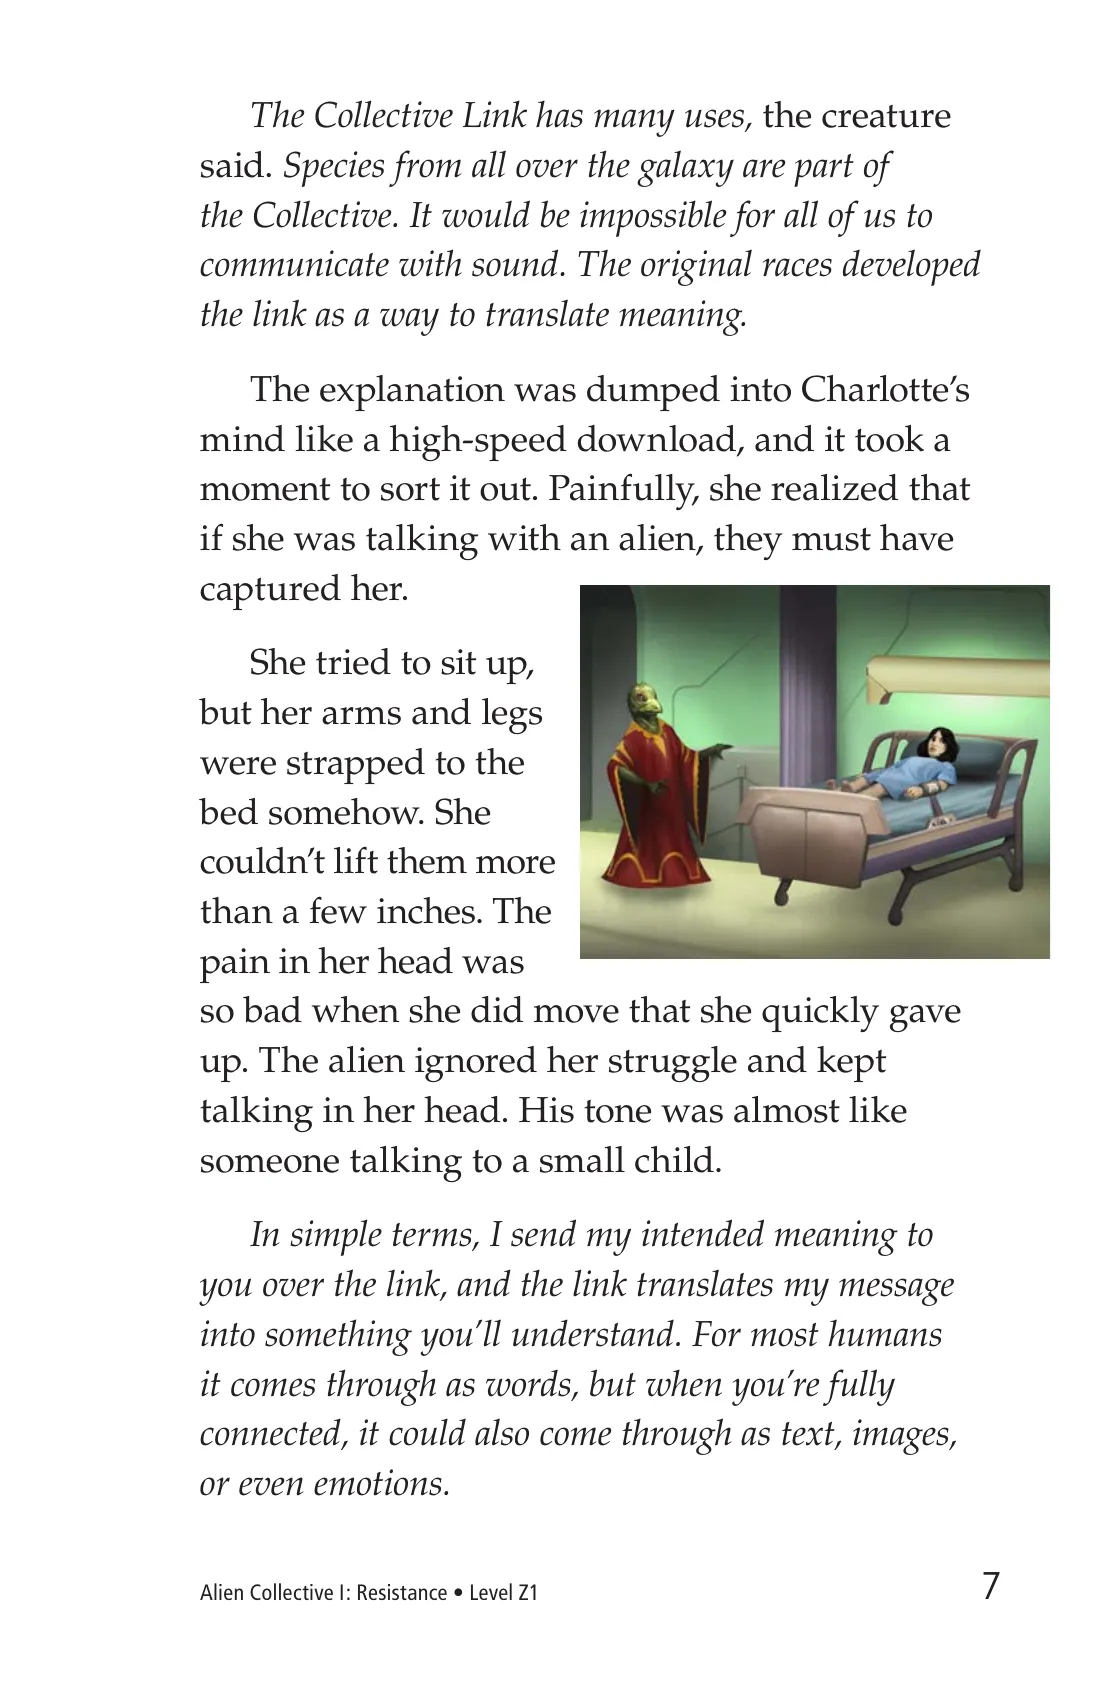 The Collective Link has many uses, the creature
said. Species from all over the galaxy are part of
the Collective. It would be impossible for all of us to
communicate with sound. The original races developed
the link as a way to translate meaning.
The explanation was dumped into Charlotte’s
mind like a high-speed download, and it took a
moment to sort it out. Painfully, she realized that
if she was talking with an alien, they must have
captured her.
She tried to sit up,
but her arms and legs
were strapped to the
bed somehow. She
couldn’t lift them more
than a few inches. The
pain in her head was
so bad when she did move that she quickly gave
up. The alien ignored her struggle and kept
talking in her head. His tone was almost like
someone talking to a small child.
In simple terms, I send my intended meaning to
you over the link, and the link translates my message
into something you’ll understand. For most humans
it comes through as words, but when you’re fully
connected, it could also come through as text, images,
or even emotions.
Alien Collective I: Resistance • Level Z1
7